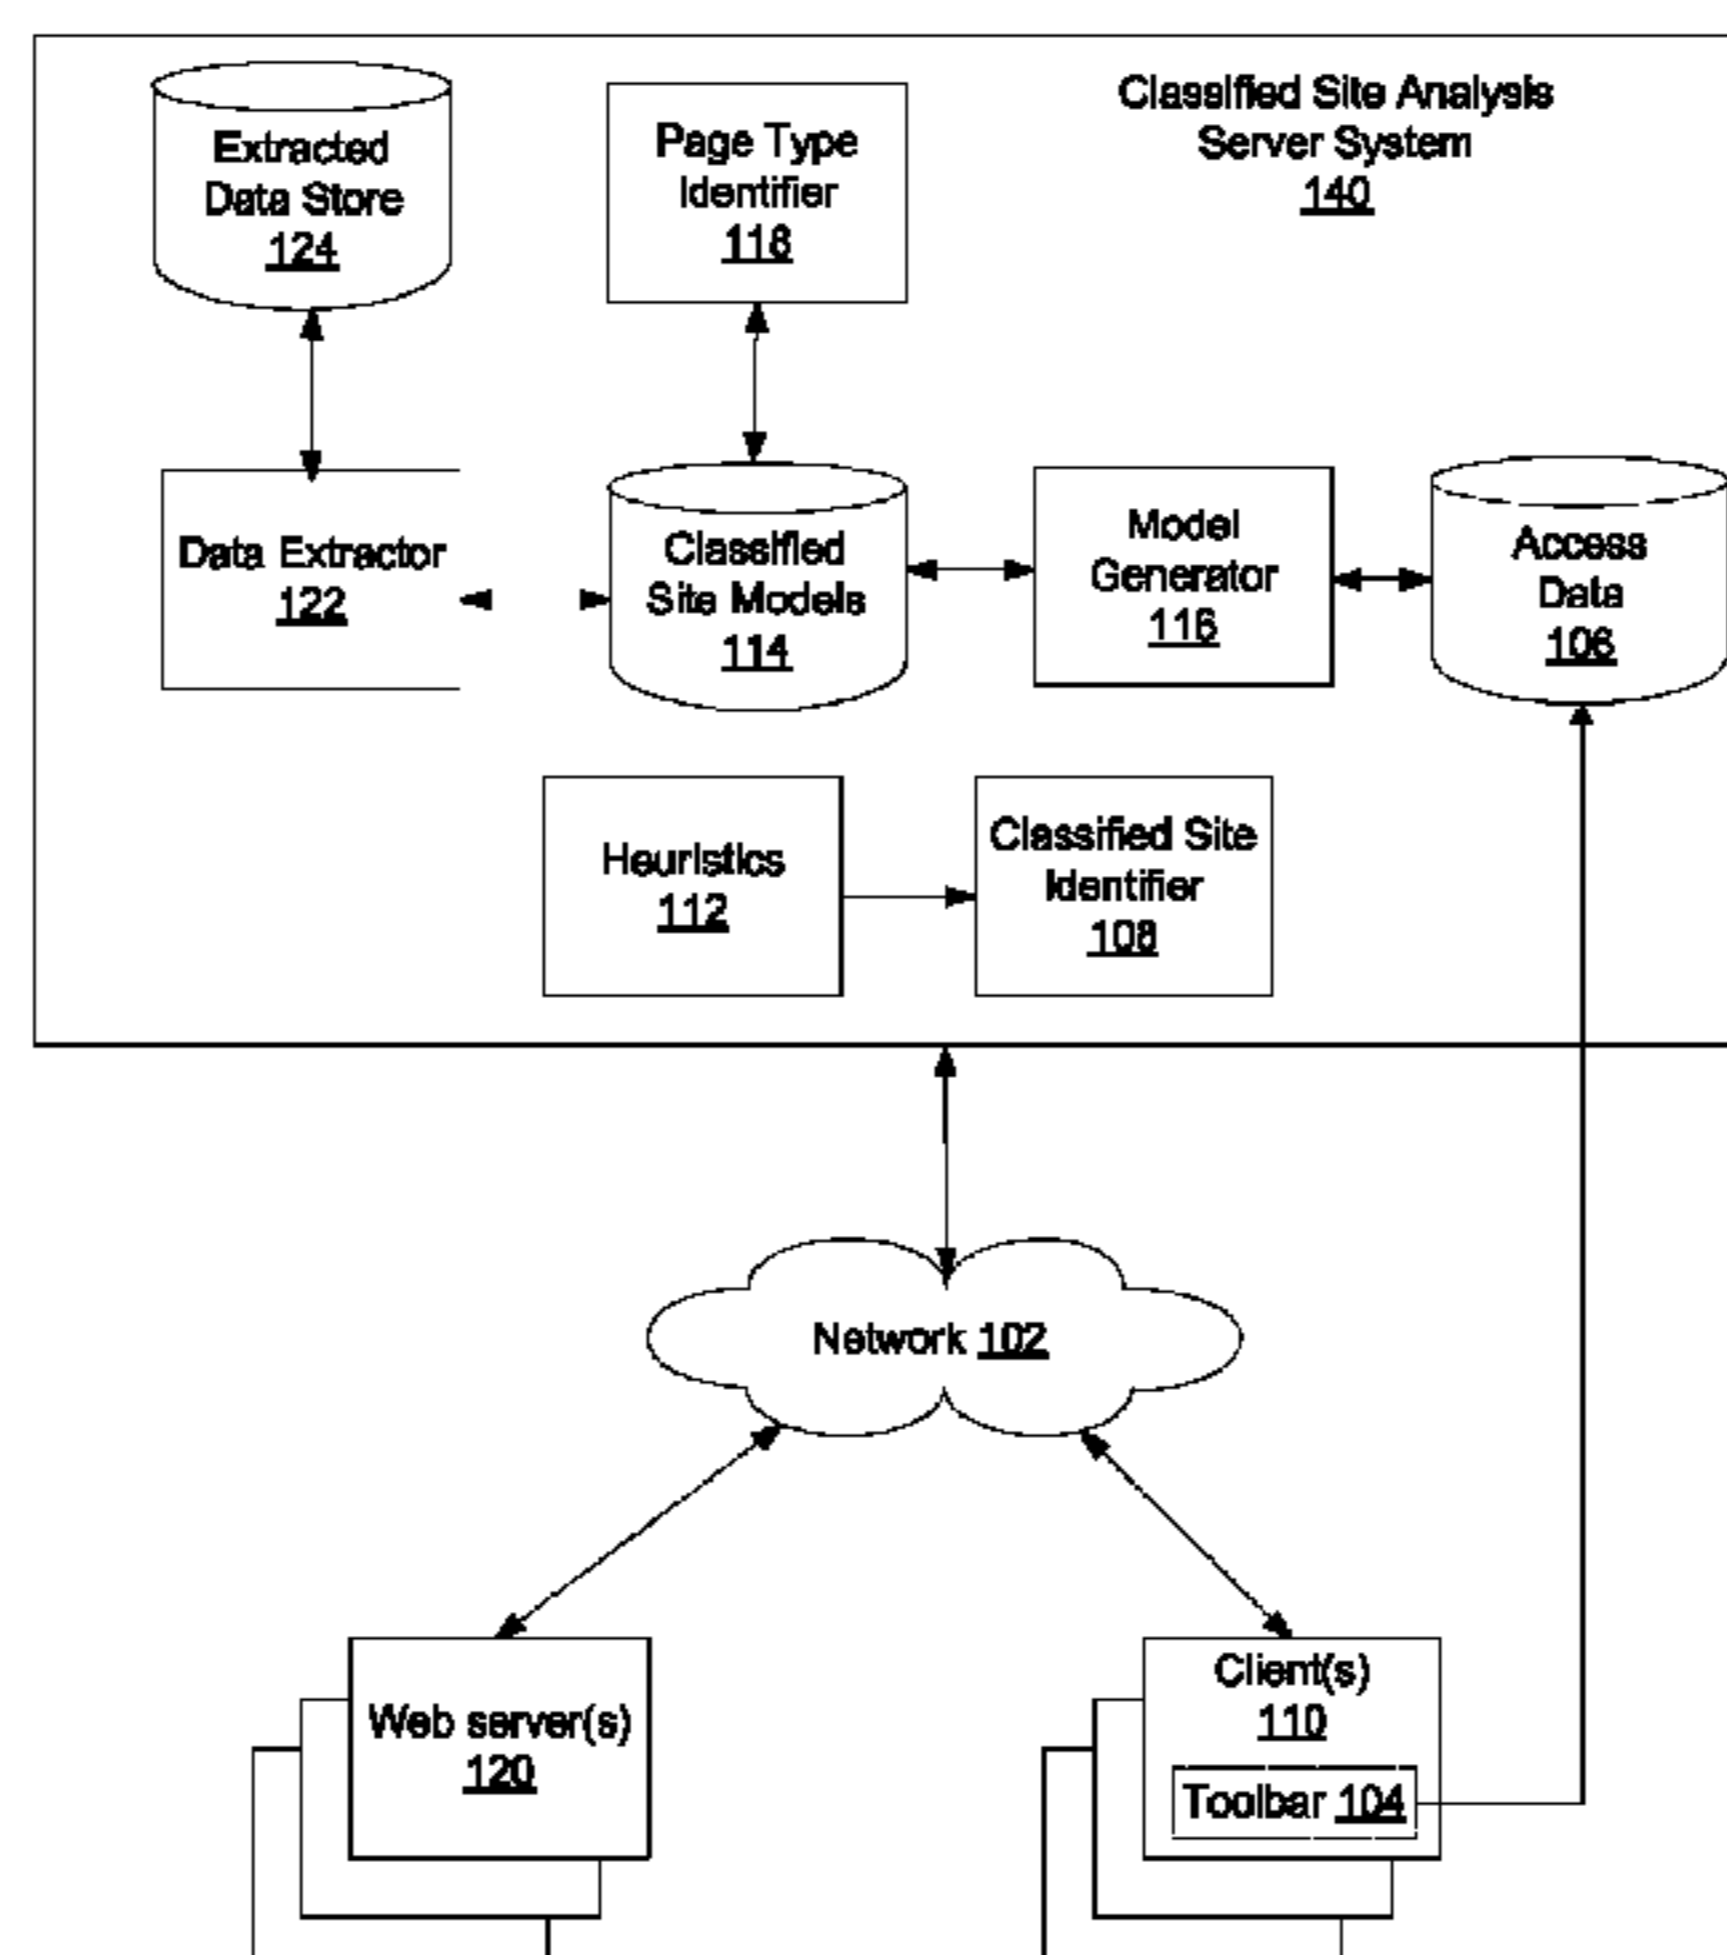 Classified Site Analysis
Server System
140
Extracted
Data Store
124
Page Type
Identifier
118
Data Extractor
122
Classified
Site Models
114
Model
Generator
116
Access
Data
106
Heuristics
112
Classified Site
Identifier
108
Network 102
Web server(s)
120
Client(s)
110
Toolbar 104